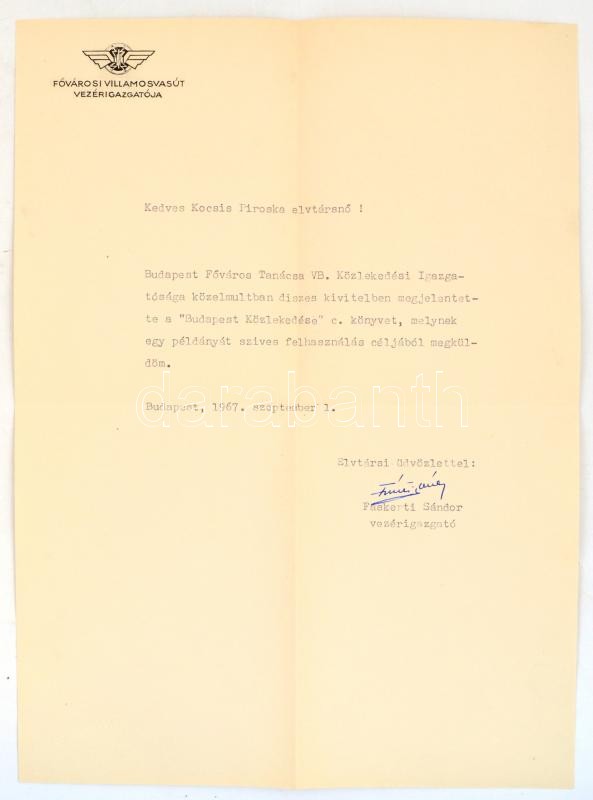 FŐVÁROSI VILLAMOSVASÚT
VEZÉRIGAZGATÓJA
Kedves Kocsis Piroska elvtársnő !
Budapest Főváros Tanácsa VB. Közlekedési Igazga-
tósága közelmultban diszes kivitelben megjelentet-
te a "Budapest Közlekedése" c. könyvet, melynek
egy példányát szives felhasználás céljából megkül-
döm.
darabanth
Budapest, 1967. szeptember 1.
Elvtársi üdvözlettel:
Sándor
vezérigazgató